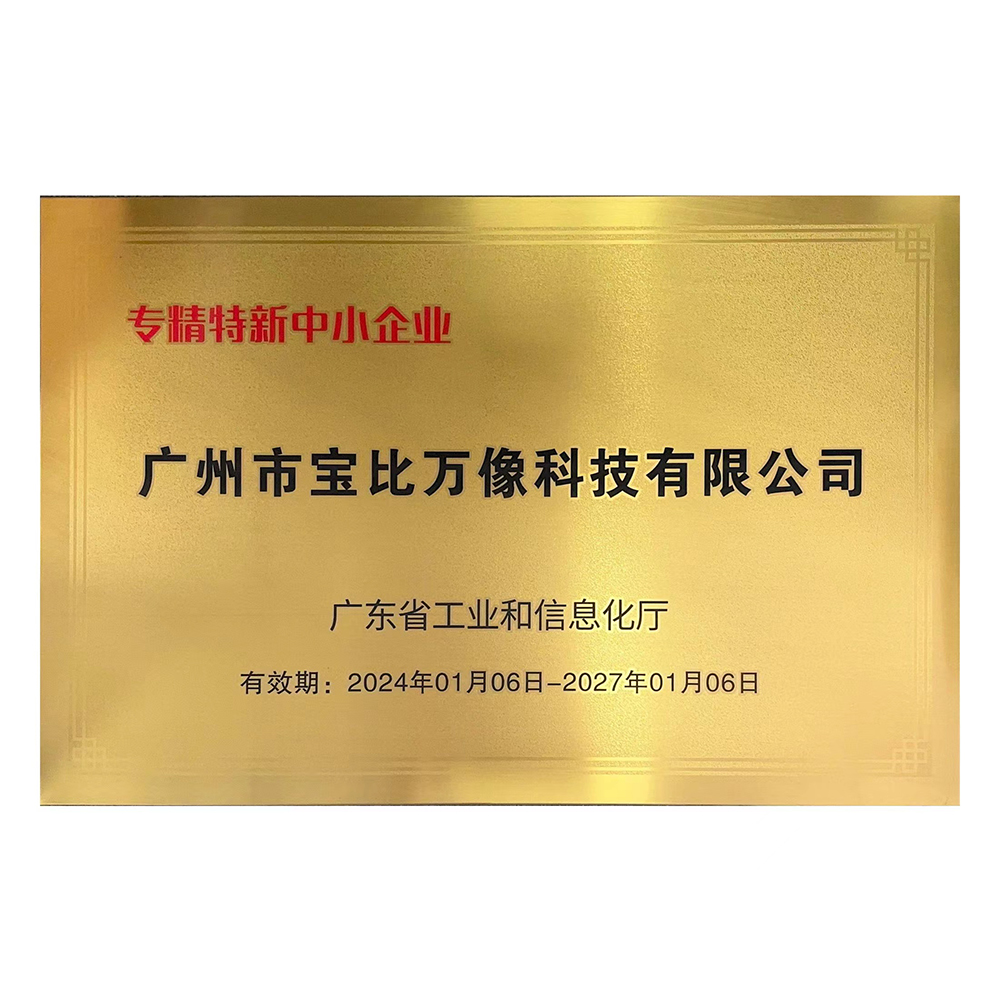 专精特新中小企业
广州市宝比万像科技有限公司
广东省工业和信息化厅
有效期：2024年01月06日-2027年01月06日